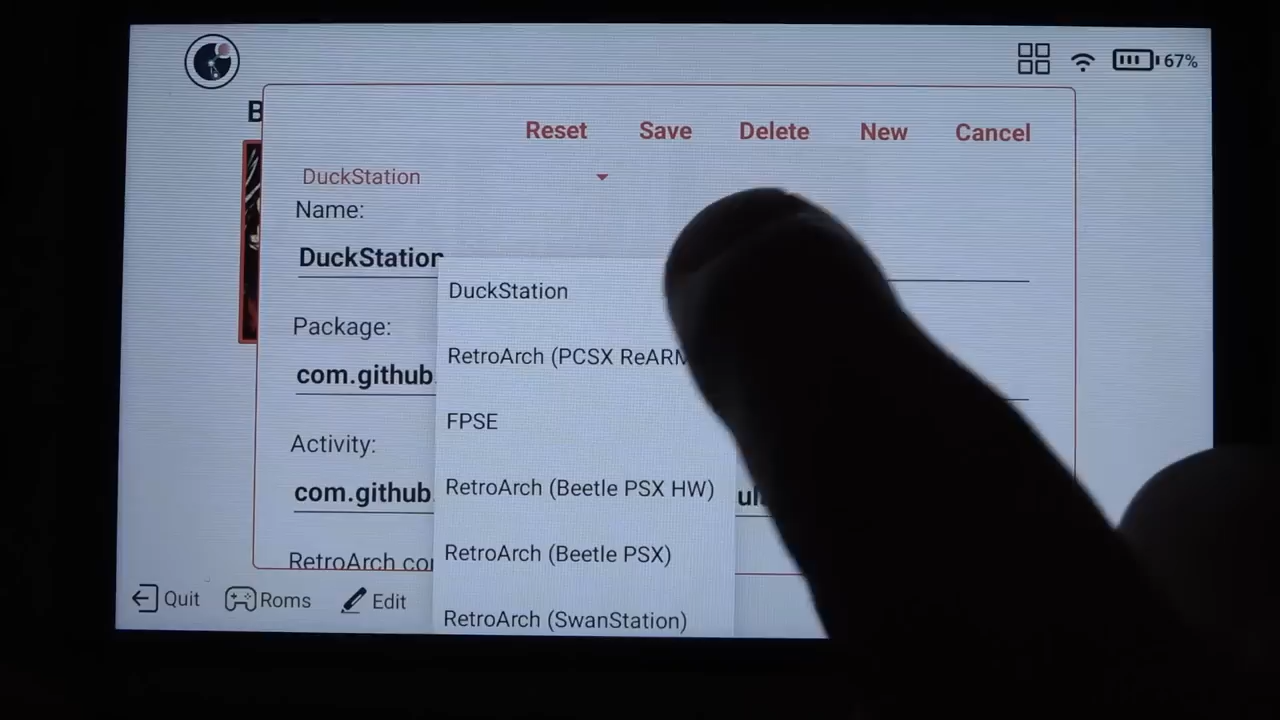 67%
B
Reset Save Delete New Cancel
DuckStation
Name:
DuckStation
DuckStation
Package:
RetroArch (PCSX ReARM
com.github.
FPSE
Activity:
RetroArch (Beetle PSX HW)
com.github.
RetroArch (Beetle PSX)
RetroArch
RetroArch (SwanStation)
Quit Roms Edit